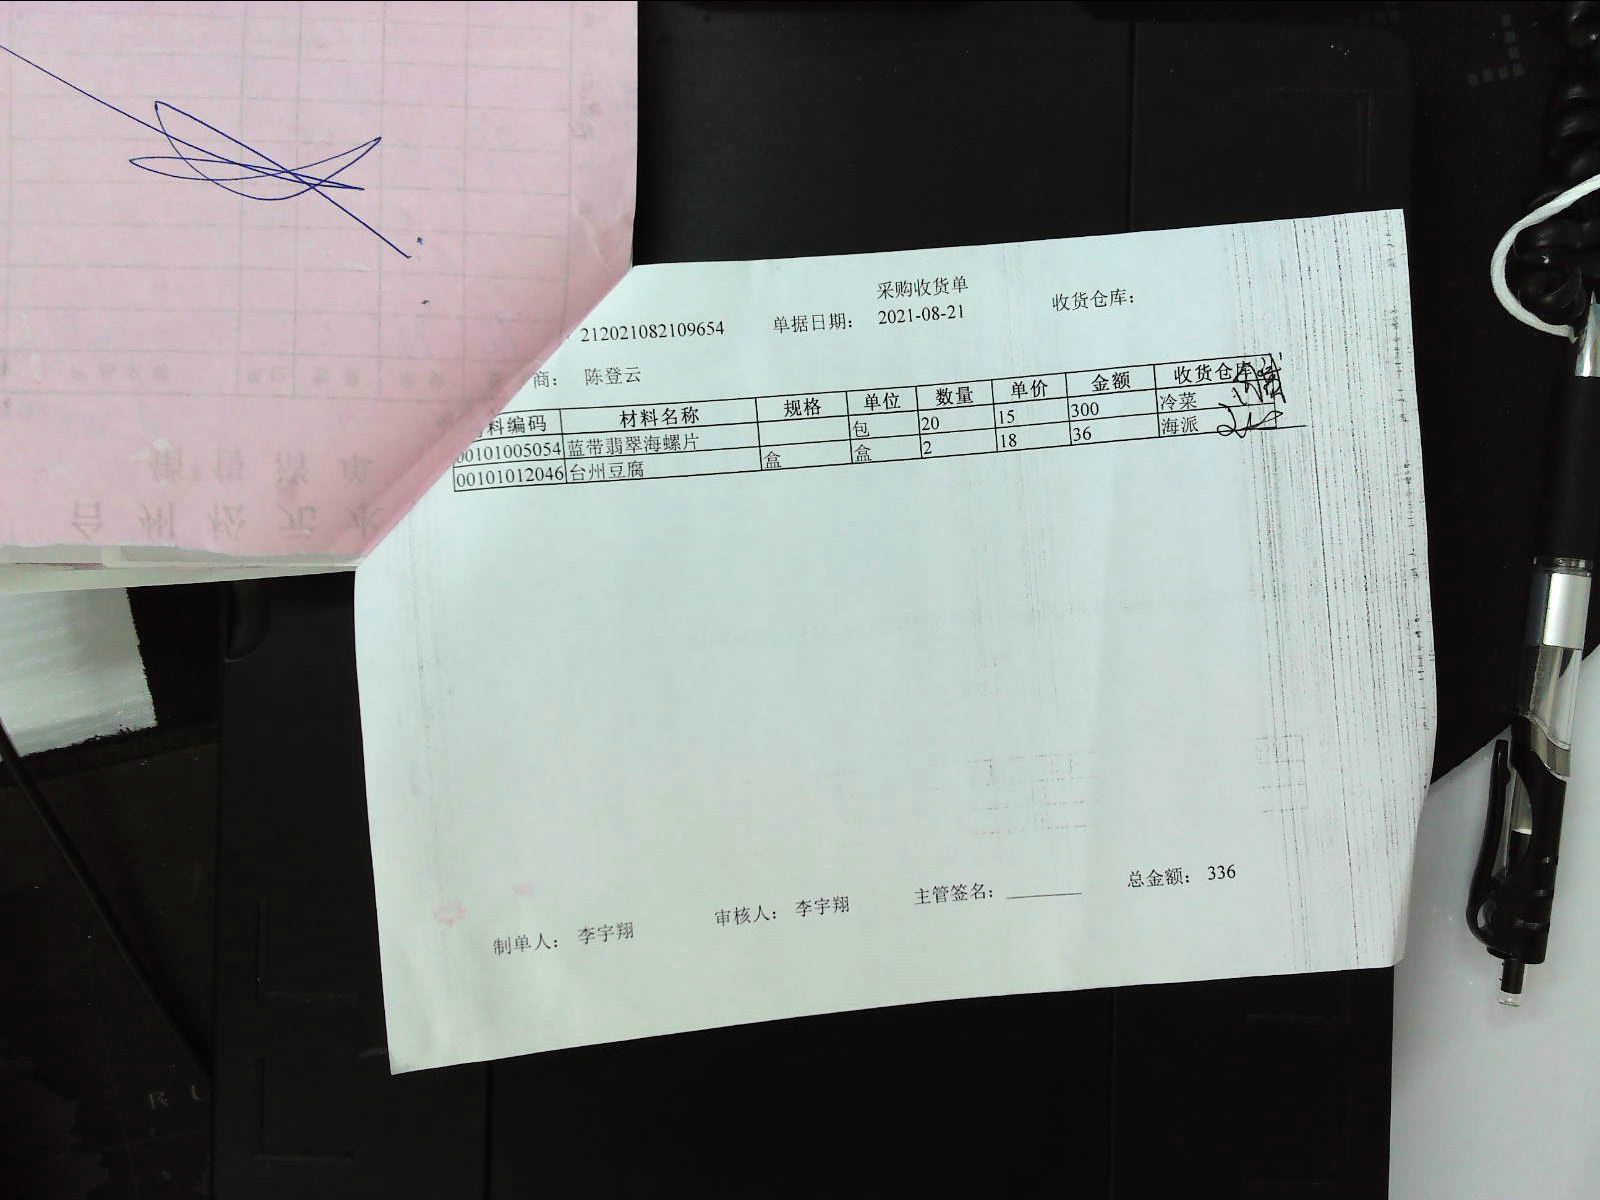 采购收货单
212021082109654 单据日期: 2021-08-21 收货仓库:
商: 陈登云
料编码 材料名称 规格 单位 数量 单价 金额 收货仓库
00101005054 蓝带翡翠海螺片 包 20 15 300 冷菜
00101012046 台州豆腐 盒 盒 2 18 36 海派
制单人: 李宇翔 审核人: 李宇翔 主管签名: 总金额: 336